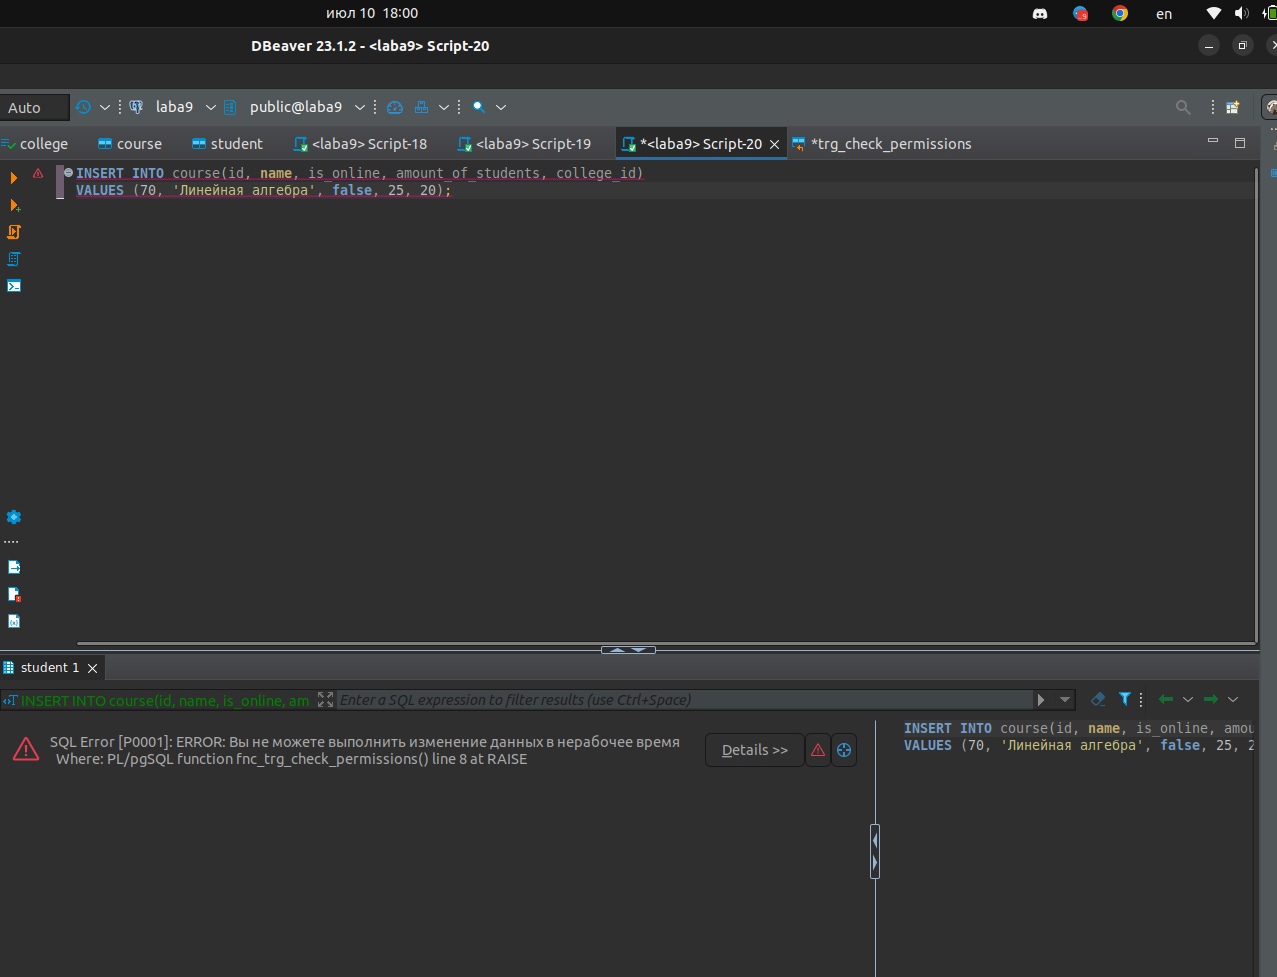 июл 10 18:00
en
DBeaver 23.1.2 - <laba9> Script-20
Auto
laba9
public@laba9
college
course
student
<laba9> Script-18
<laba9> Script-19
*<laba9> Script-20
*trg_check_permissions
INSERT INTO course(id, name, is_online, amount_of_students, college_id)
VALUES (70, 'Линейная алгебра', false, 25, 20);
student 1
INSERT INTO course(id, name, is_online, am
Enter a SQL expression to filter results (use Ctrl+Space)
SQL Error [P0001]: ERROR: Вы не можете выполнить изменение данных в нерабочее время
Where: PL/pgSQL function fnc_trg_check_permissions() line 8 at RAISE
Details >>
INSERT INTO course(id, name, is_online, amou
VALUES (70, 'Линейная алгебра', false, 25, 2